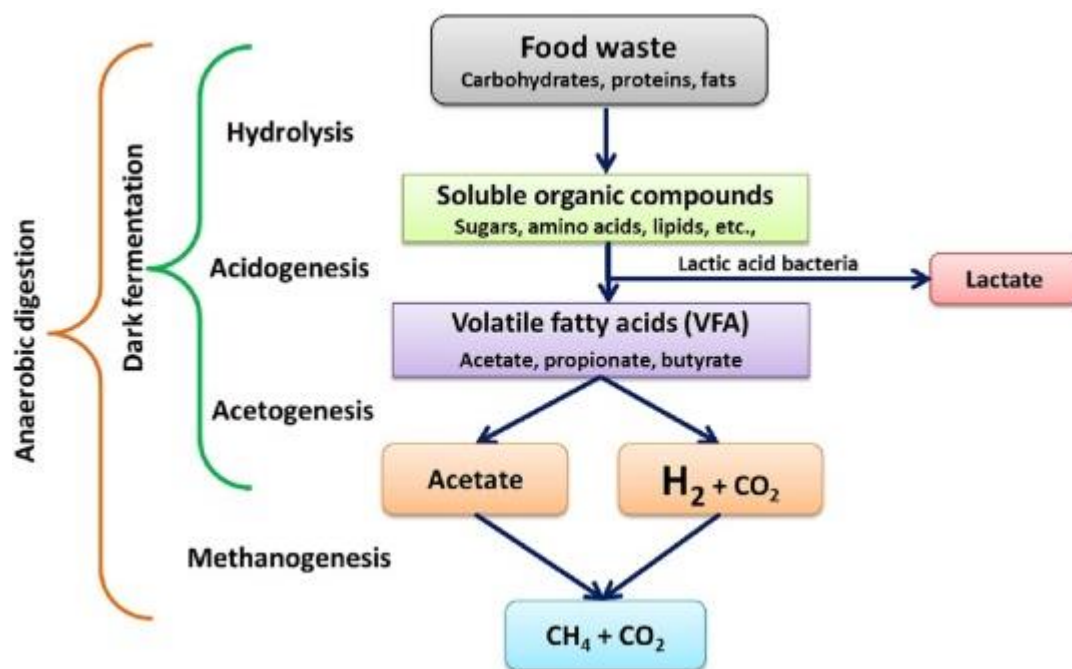 Food waste
Carbohydrates, proteins, fats
Hydrolysis
Soluble organic compounds
Sugars, amino acids, lipids, etc.,
Anaerobic digestion
Dark fermentation
Acidogenesis
Lactic acid bacteria
Lactate
Volatile fatty acids (VFA)
Acetate, propionate, butyrate
Acetogenesis
Acetate
H₂ + CO₂
Methanogenesis
CH₄ + CO₂